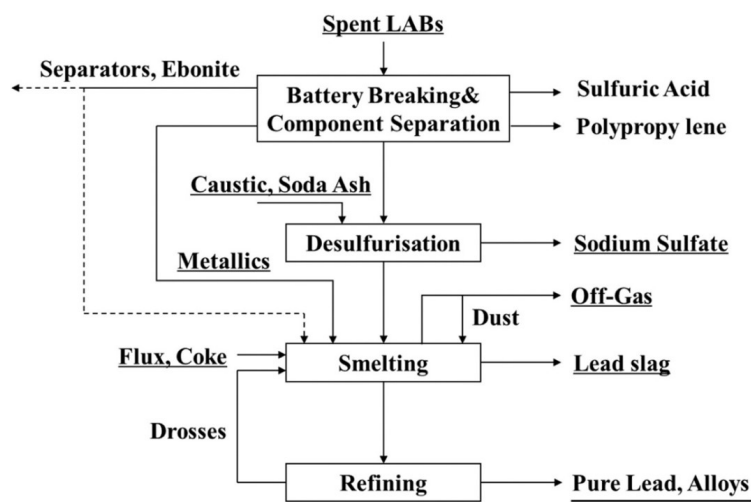 Spent LABs
Separators, Ebonite
Battery Breaking&
Component Separation
Sulfuric Acid
Polypropy lene
Caustic, Soda Ash
Desulfurisation
Sodium Sulfate
Metallics
Off-Gas
Dust
Flux, Coke
Smelting
Lead slag
Drosses
Refining
Pure Lead, Alloys